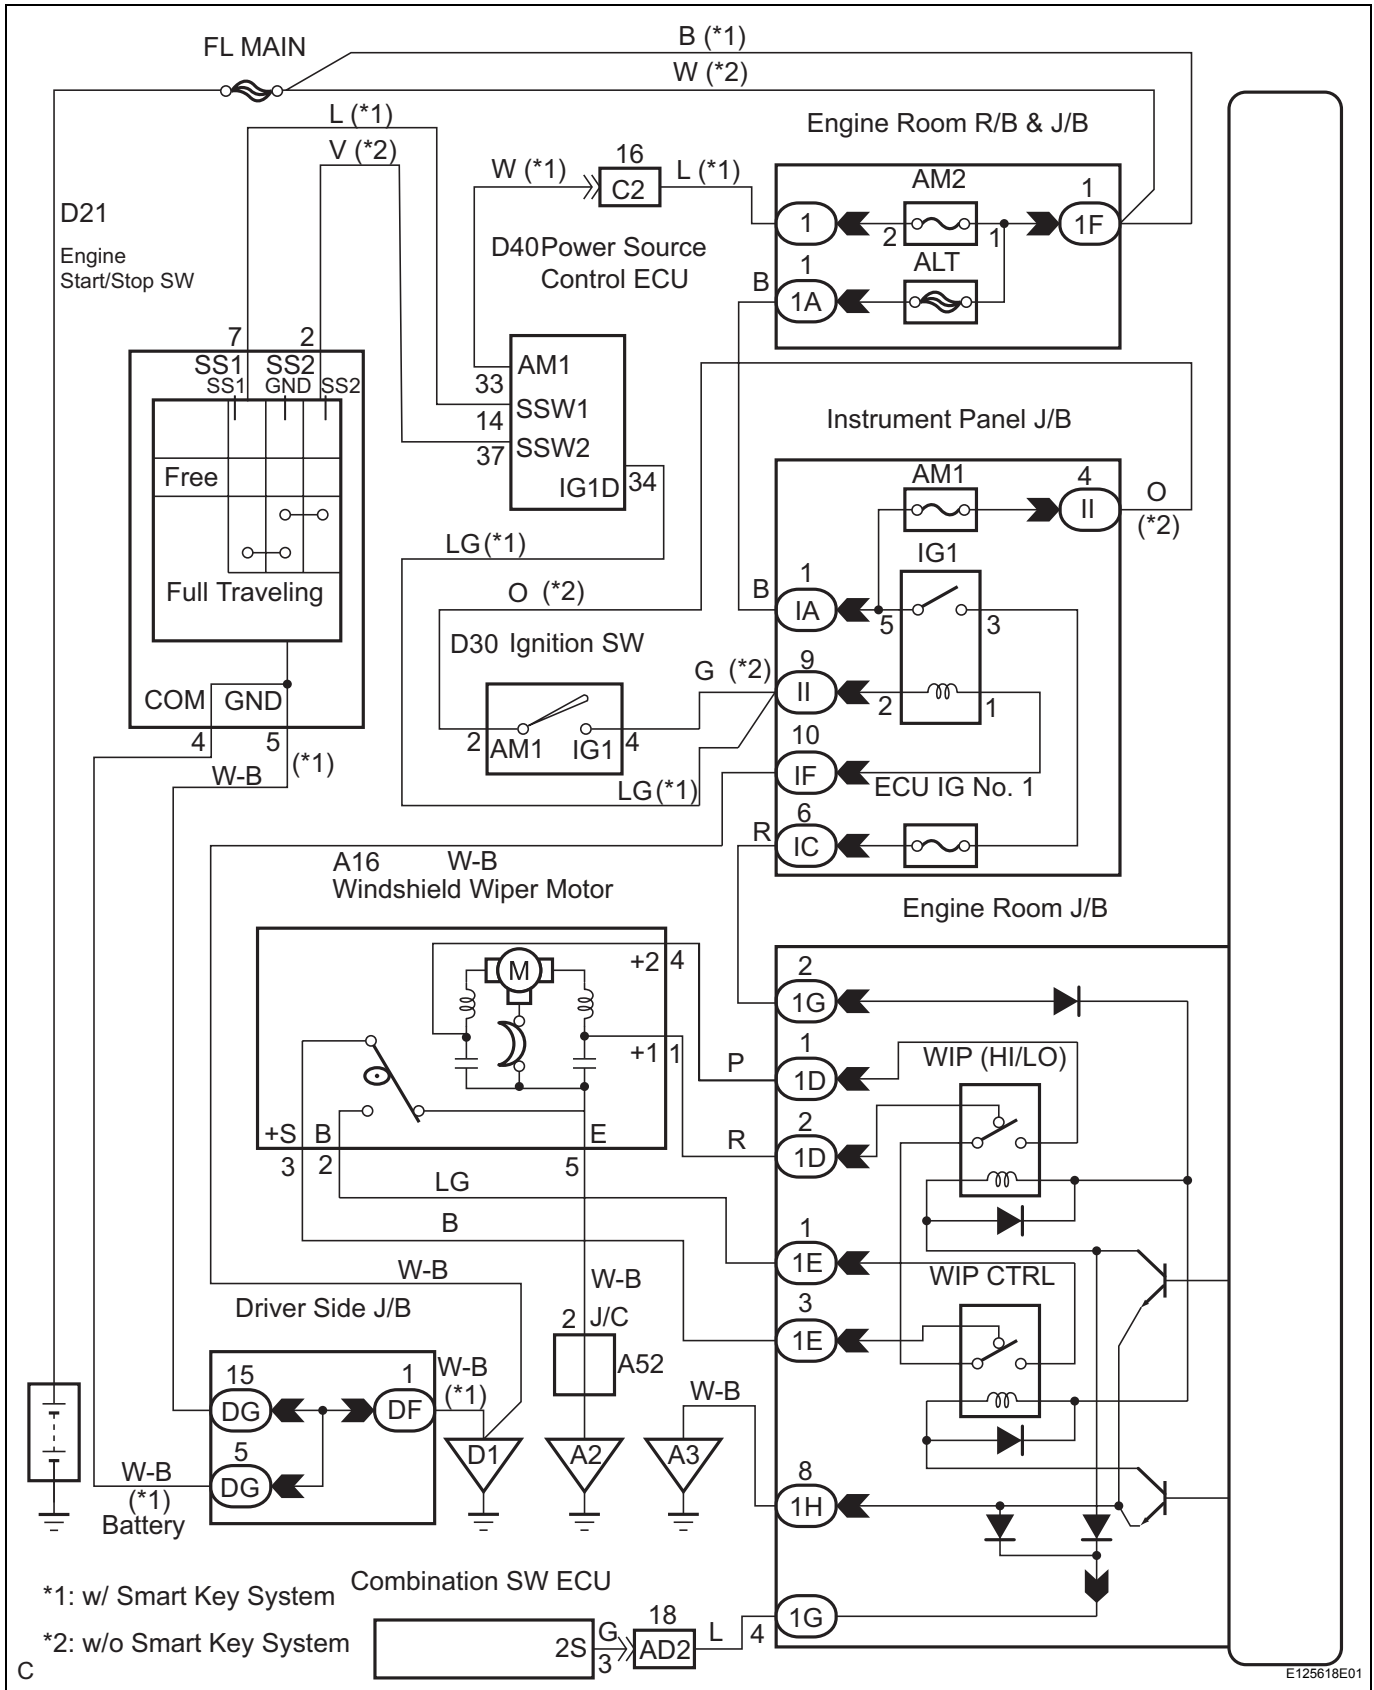 FL MAIN
B (*1)
W (*2)
L (*1)
V (*2)
Engine Room R/B & J/B
W (*1)
16
C2
L (*1)
AM2
1
1
2
1
1F
D21
Engine
Start/Stop SW
D40 Power Source
Control ECU
1
ALT
B
1A
7
2
SS1
SS2
SS1
GND
SS2
33
AM1
14
SSW1
37
SSW2
IG1D
34
Instrument Panel J/B
AM1
4
II
O
(*2)
Free
Full Traveling
LG(*1)
IG1
1
B
IA
5
3
O (*2)
D30 Ignition SW
G (*2)
9
II
2
1
COM
GND
4
5
(*1)
W-B
2
AM1
IG1
4
10
IF
ECU IG No. 1
LG(*1)
6
R
IC
A16
W-B
Windshield Wiper Motor
Engine Room J/B
+2
4
M
2
1G
+1
1
P
1
1D
WIP (HI/LO)
+S
B
E
3
2
5
R
2
1D
LG
B
1
1E
WIP CTRL
W-B
W-B
3
1E
Driver Side J/B
2
J/C
A52
15
DG
1
DF
W-B
(*1)
W-B
5
DG
D1
A2
A3
W-B
(*1)
Battery
8
1H
*1: w/ Smart Key System
Combination SW ECU
*2: w/o Smart Key System
2S
G
3
18
AD2
L
4
1G
C
E125618E01